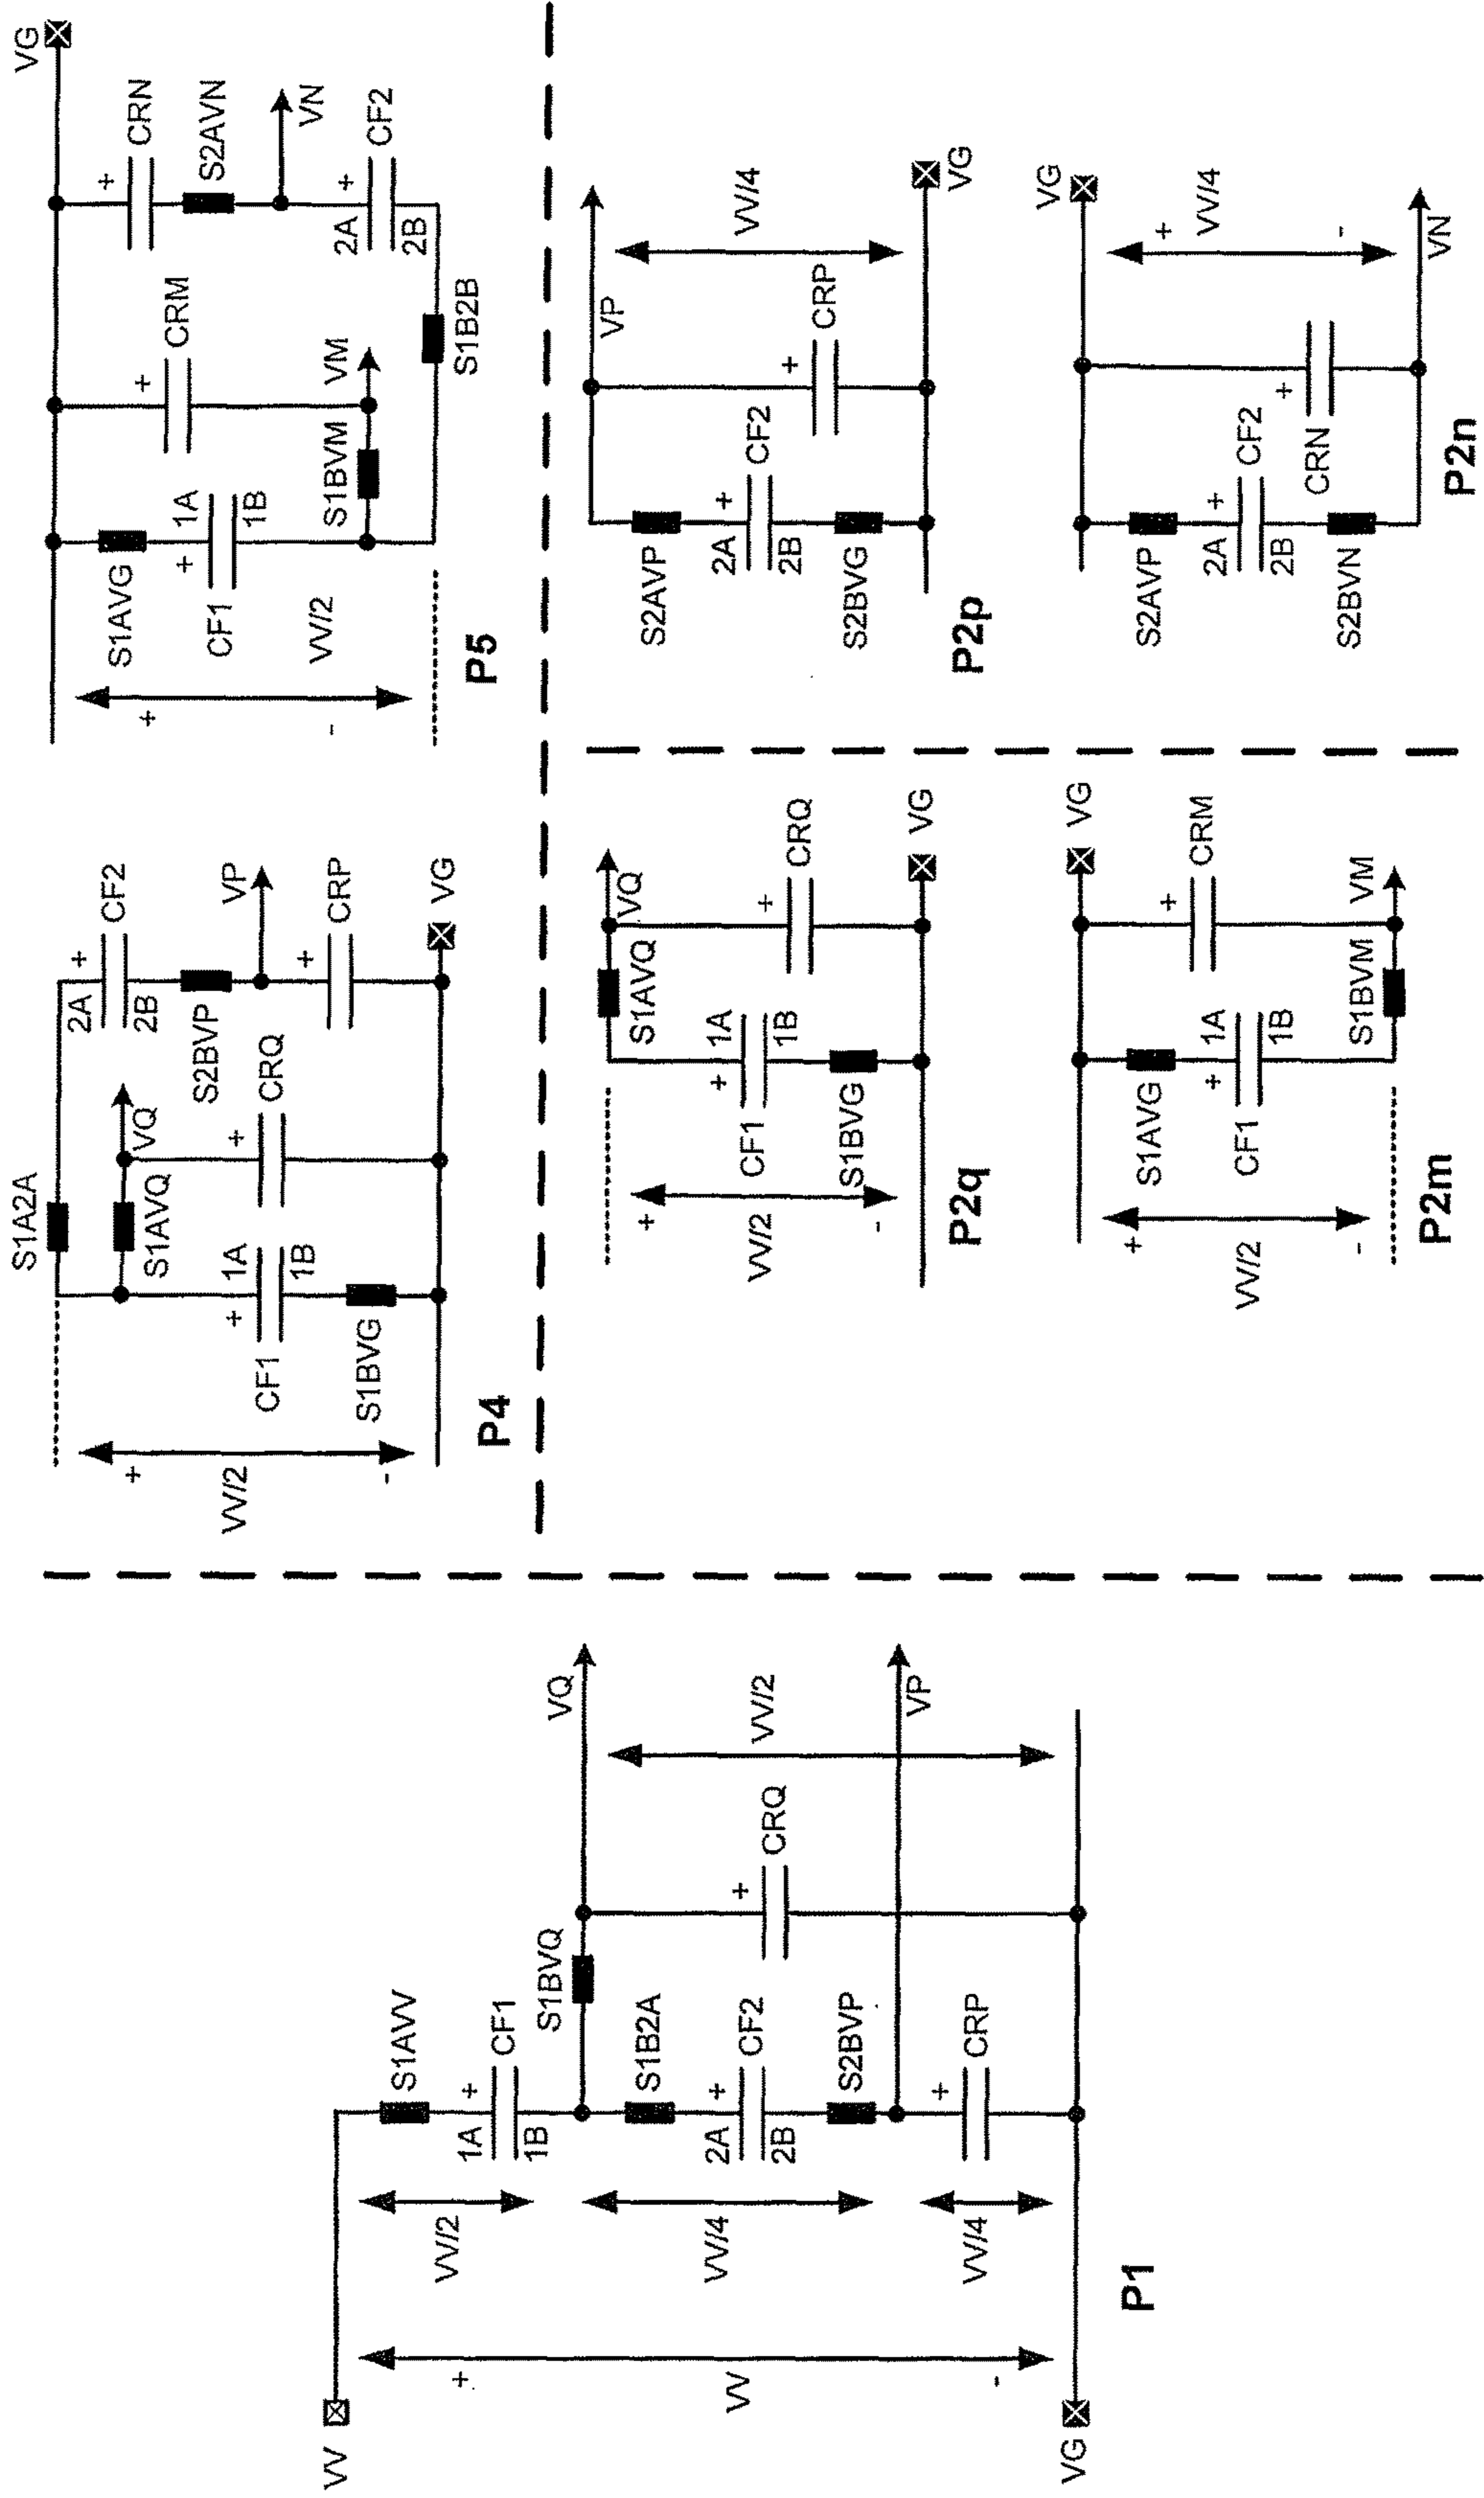 VV
VG
+
VV
-
P1
VV/2
VV/4
VV/4
S1AVV
1A
+
CF1
1B
S1BVQ
S1B2A
2A
+
CF2
2B
S2BVP
+
CRP
+
CRQ
VQ
VV/2
VP
P4
+
VV/2
-
S1A2A
S1AVQ
VQ
CF1
+
1A
1B
S1BVG
+
CRQ
2A
+
CF2
2B
S2BVP
VP
+
CRP
VG
P5
+
VV/2
-
S1AVG
CF1
+
1A
1B
S1BVM
VM
+
CRM
S1B2B
VG
+
CRN
S2AVN
VN
2A
+
CF2
2B
P2q
+
VV/2
-
S1AVQ
VQ
CF1
+
1A
1B
S1BVG
+
CRQ
VG
P2m
+
VV/2
-
S1AVG
CF1
+
1A
1B
S1BVM
VM
+
CRM
VG
P2p
S2AVP
2A
+
CF2
2B
S2BVG
VP
+
CRP
VV/4
VG
P2n
S2AVP
2A
+
CF2
2B
S2BVN
+
CRN
+
VV/4
-
VG
VN